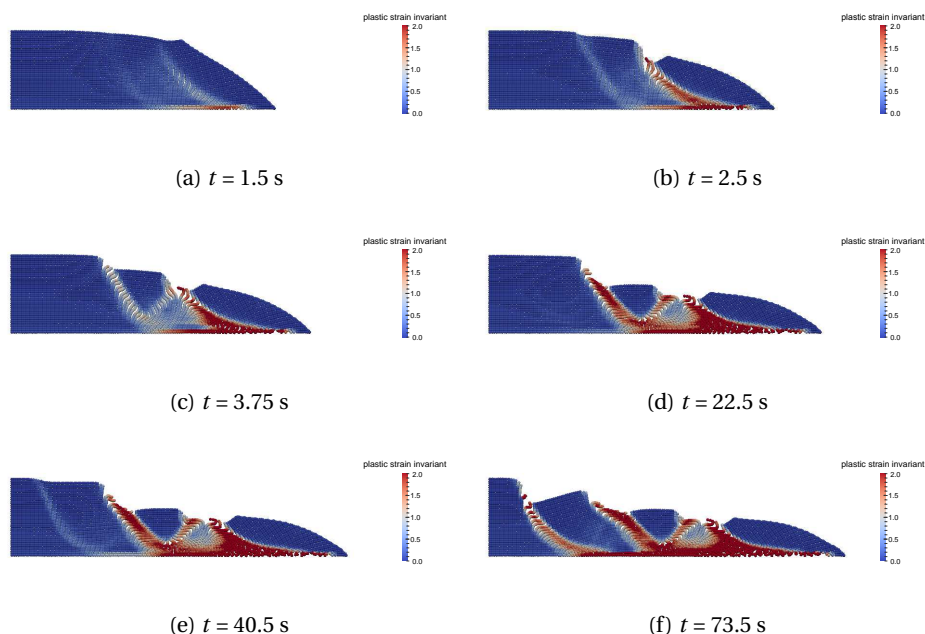 plastic strain invariant
2.0
1.5
1.0
0.5
0.0
plastic strain invariant
2.0
1.5
1.0
0.5
0.0
(a) t = 1.5 s
(b) t = 2.5 s
plastic strain invariant
2.0
1.5
1.0
0.5
0.0
plastic strain invariant
2.0
1.5
1.0
0.5
0.0
(c) t = 3.75 s
(d) t = 22.5 s
plastic strain invariant
2.0
1.5
1.0
0.5
0.0
plastic strain invariant
2.0
1.5
1.0
0.5
0.0
(e) t = 40.5 s
(f) t = 73.5 s